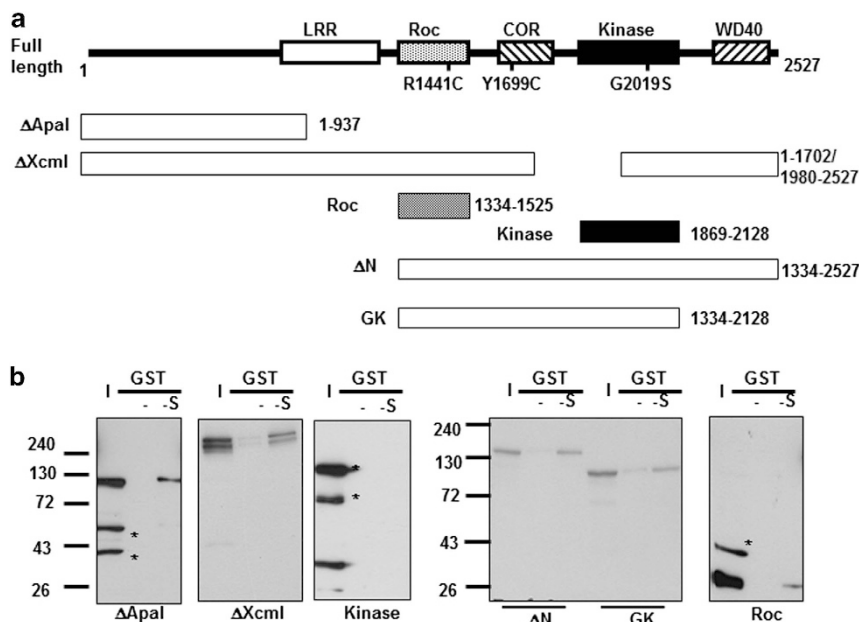 a
LRR Roc COR Kinase WD40
Full length
1 2527
R1441C Y1699C G2019S
ΔApaI 1-937
ΔXcmI 1-1702/
1980-2527
Roc 1334-1525
Kinase 1869-2128
ΔN 1334-2527
GK 1334-2128
b
I GST I GST I GST I GST GST I GST
- -S - -S - -S - -S - -S - -S
240 240
130 * 130
72 * 72
43 * 43 *
* 
26 26
ΔApaI ΔXcmI Kinase ΔN GK Roc